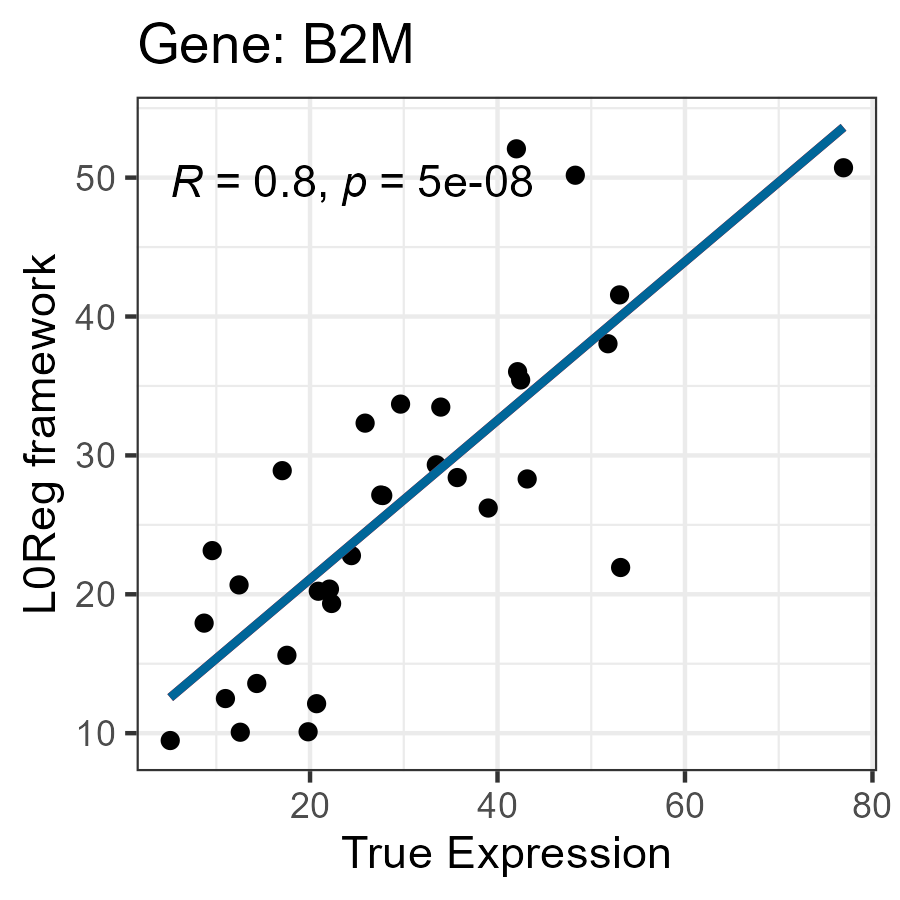 Gene: B2M
R = 0.8, p = 5e-08
L0Reg framework
50
40
30
20
10
20 40 60 80
True Expression